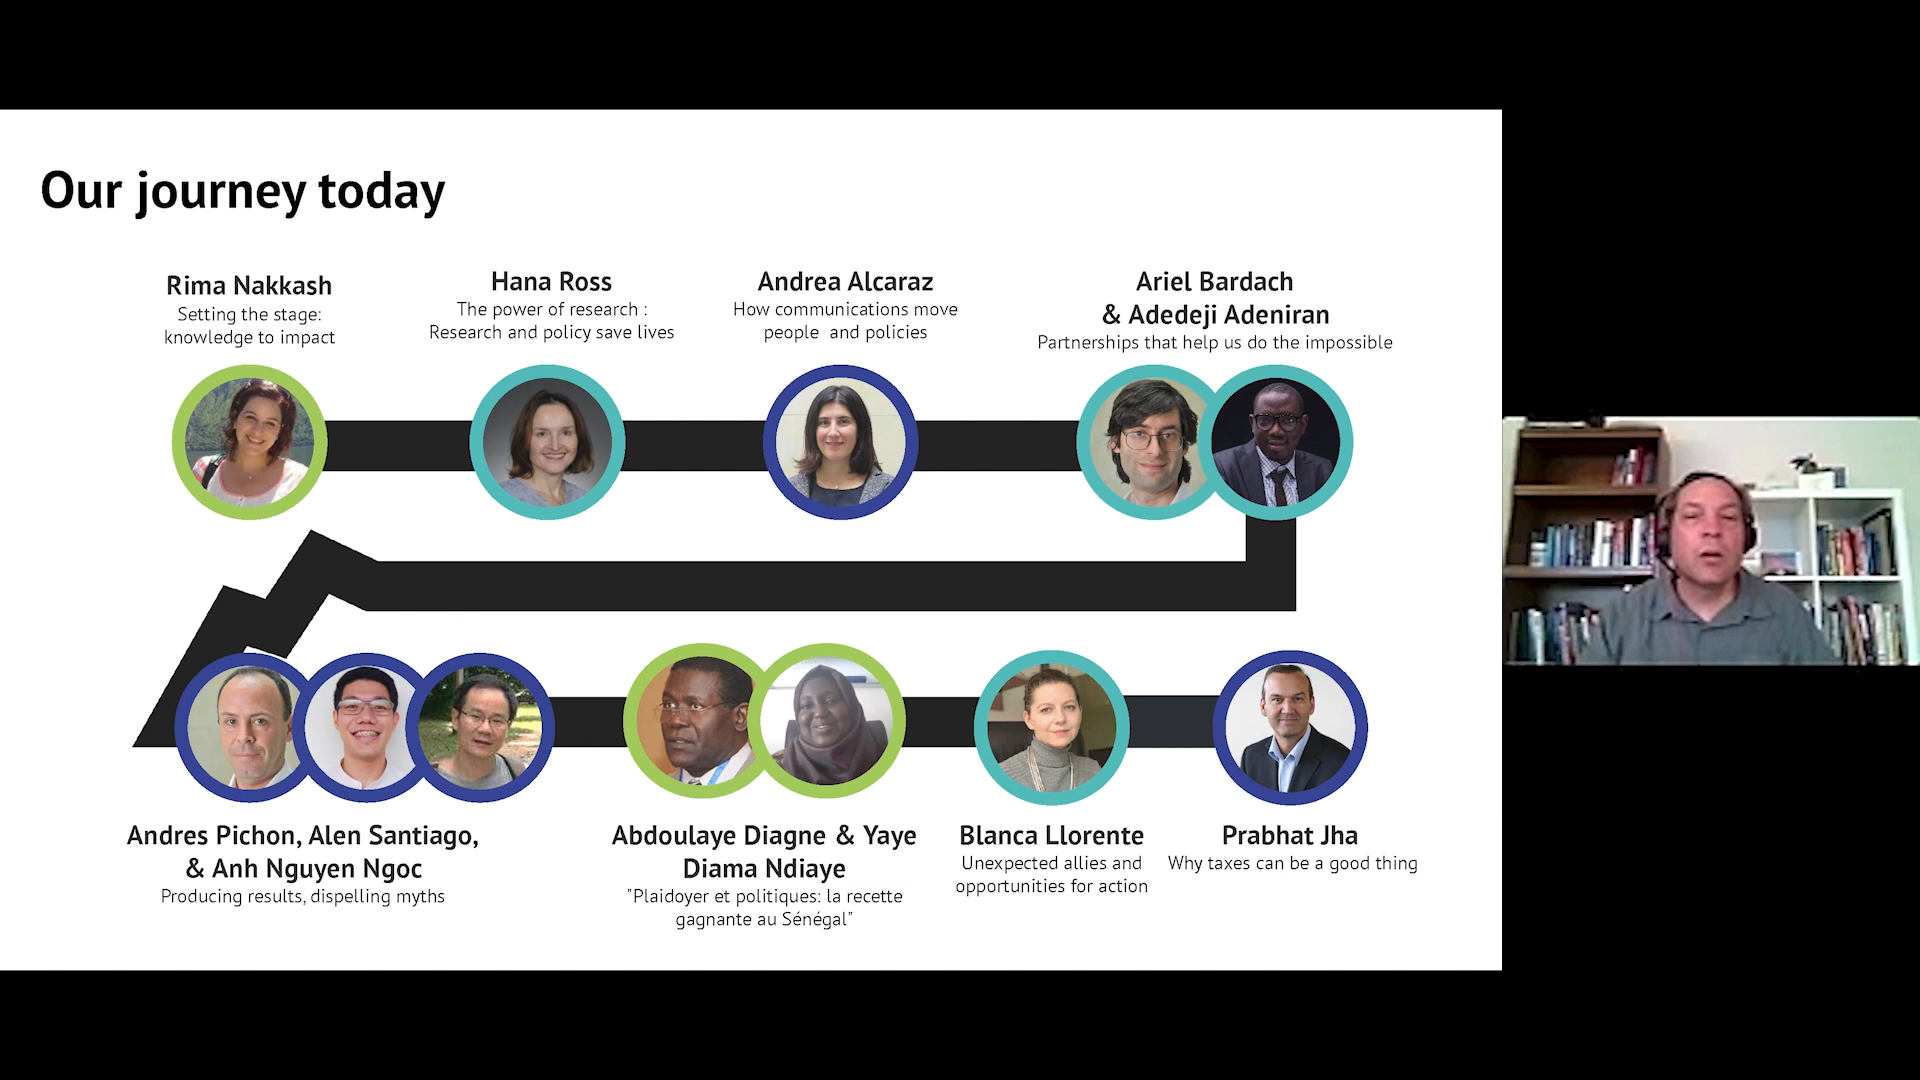 Our journey today
Rima Nakkash
Setting the stage:
knowledge to impact
Hana Ross
The power of research :
Research and policy save lives
Andrea Alcaraz
How communications move
people and policies
Ariel Bardach
& Adedeji Adeniran
Partnerships that help us do the impossible
Andres Pichon, Alen Santiago,
& Anh Nguyen Ngoc
Producing results, dispelling myths
Abdoulaye Diagne & Yaye
Diama Ndiaye
"Plaidoyer et politiques: la recette
gagnante au Sénégal"
Blanca Llorente
Unexpected allies and
opportunities for action
Prabhat Jha
Why taxes can be a good thing